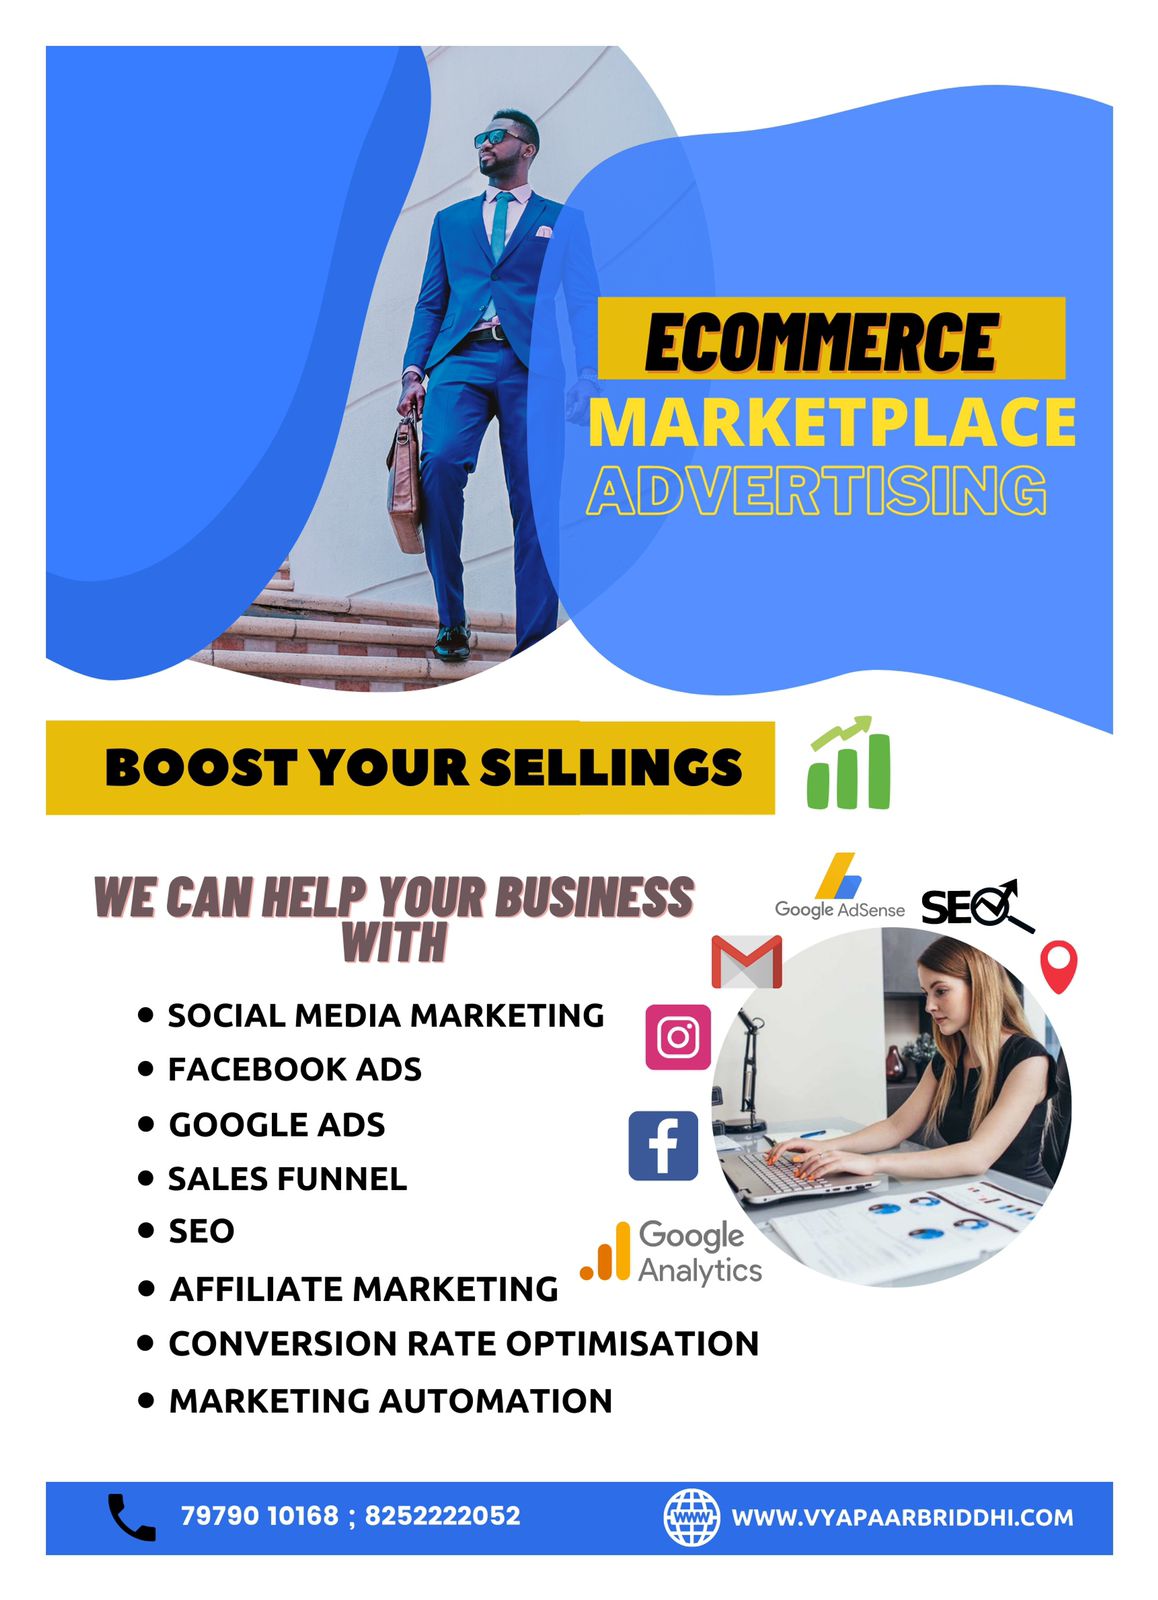 ECOMMERCE
MARKETPLACE
ADVERTISING
BOOST YOUR SELLINGS
WE CAN HELP YOUR BUSINESS
WITH
Google AdSense
SEO
• SOCIAL MEDIA MARKETING
• FACEBOOK ADS
• GOOGLE ADS
• SALES FUNNEL
• SEO
Google
Analytics
• AFFILIATE MARKETING
• CONVERSION RATE OPTIMISATION
• MARKETING AUTOMATION
79790 10168 ; 8252222052
WWW
WWW.VYAPAARBRIDDHI.COM